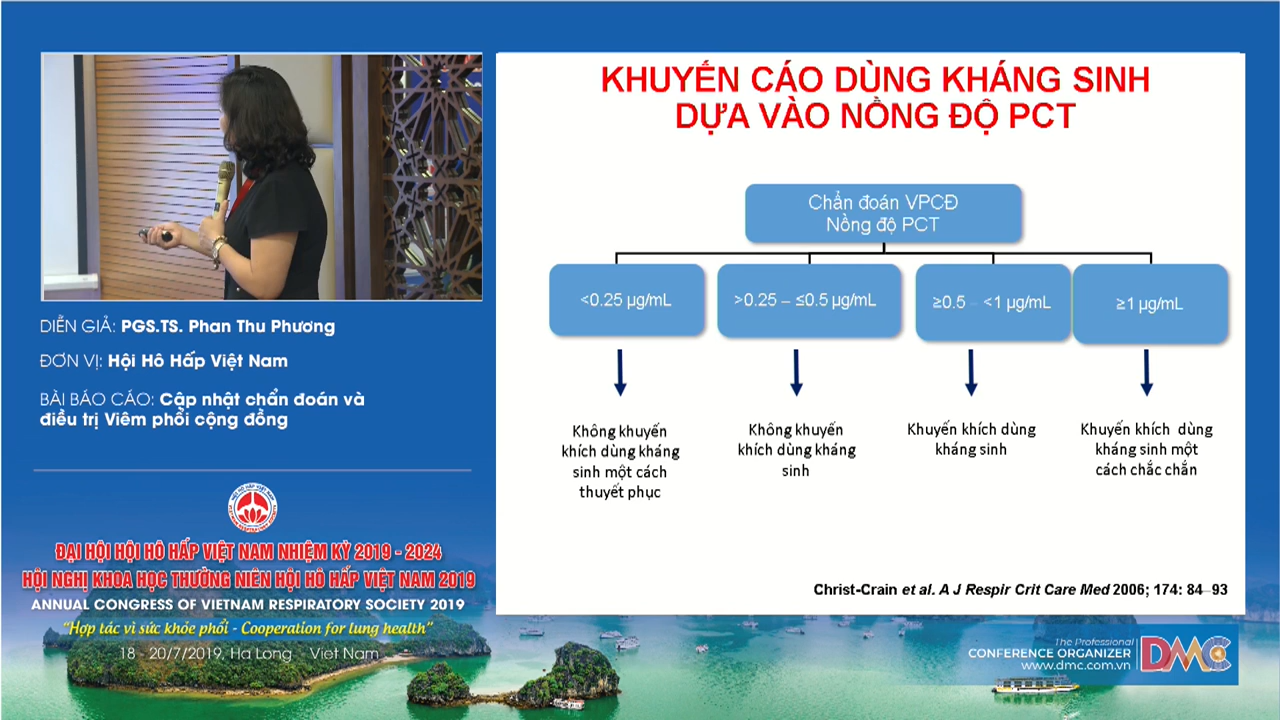 KHUYẾN CÁO DÙNG KHÁNG SINH
DỰA VÀO NỒNG ĐỘ PCT
Chẩn đoán VPCĐ
Nồng độ PCT
<0.25 µg/mL
>0.25 – ≤0.5 µg/mL
≥0.5 – <1 µg/mL
≥1 µg/mL
Không khuyến
khích dùng kháng
sinh một cách
thuyết phục
Không khuyến
khích dùng kháng
sinh
Khuyến khích dùng
kháng sinh
Khuyến khích dùng
kháng sinh một
cách chắc chắn
Christ-Crain et al. A J Respir Crit Care Med 2006; 174: 84–93
DIỄN GIẢ: PGS.TS. Phan Thu Phương
ĐƠN VỊ: Hội Hô Hấp Việt Nam
BÀI BÁO CÁO: Cập nhật chẩn đoán và
điều trị Viêm phổi cộng đồng
ĐẠI HỘI HỘI HÔ HẤP VIỆT NAM NHIỆM KỲ 2019 - 2024
HỘI NGHỊ KHOA HỌC THƯỜNG NIÊN HỘI HÔ HẤP VIỆT NAM 2019
ANNUAL CONGRESS OF VIETNAM RESPIRATORY SOCIETY 2019
"Hợp tác vì sức khỏe phổi - Cooperation for lung health"
18 - 20/7/2019, Ha Long Viet Nam
The Professional
CONFERENCE ORGANIZER
www.dmc.com.vn
DMC